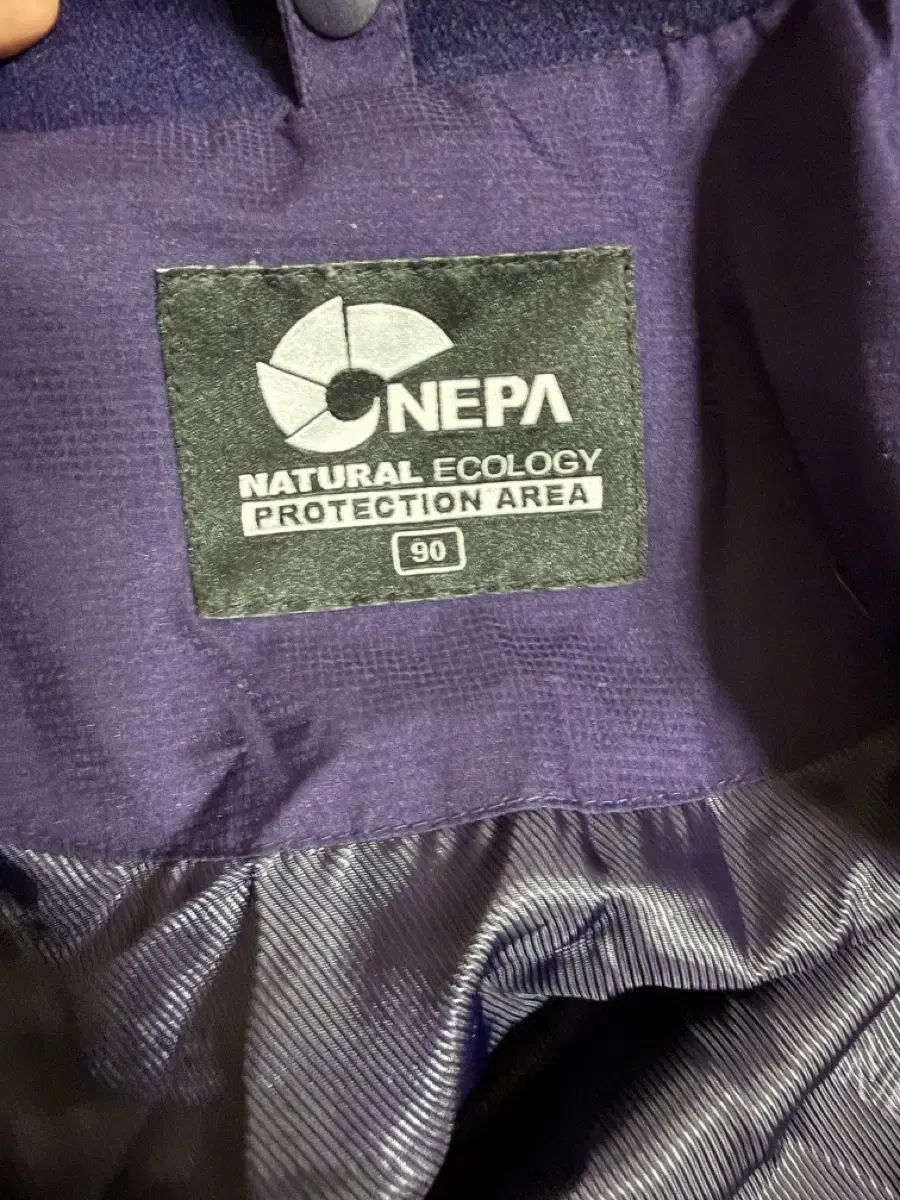 NEPA
NATURAL ECOLOGY
PROTECTION AREA
90